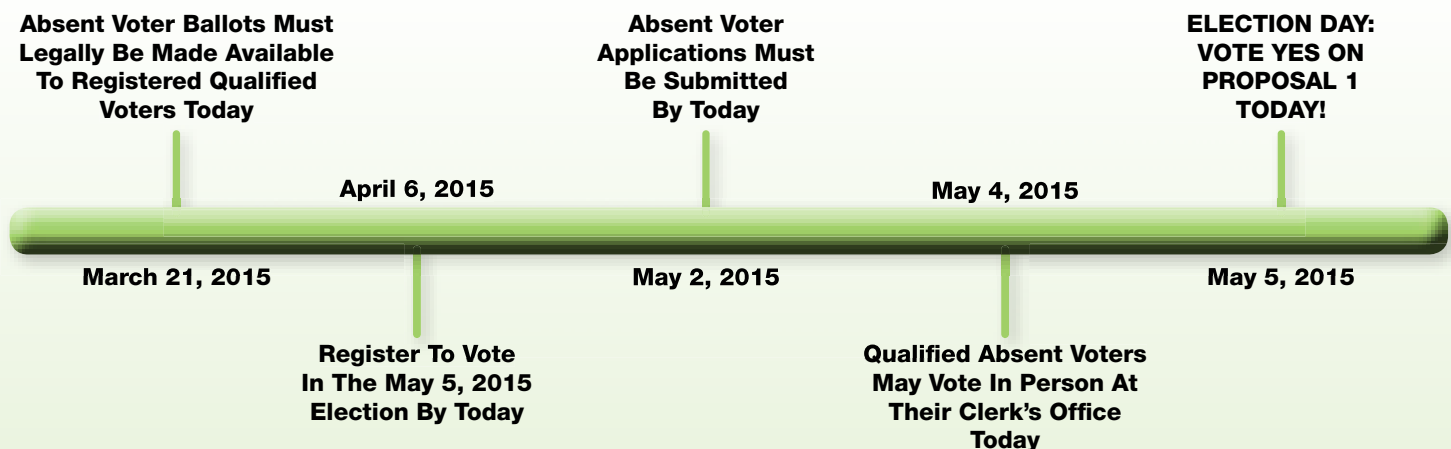 Absent Voter Ballots Must
Legally Be Made Available
To Registered Qualified
Voters Today
March 21, 2015
April 6, 2015
Register To Vote
In The May 5, 2015
Election By Today
Absent Voter
Applications Must
Be Submitted
By Today
May 2, 2015
May 4, 2015
Qualified Absent Voters
May Vote In Person At
Their Clerk’s Office
Today
ELECTION DAY:
VOTE YES ON
PROPOSAL 1
TODAY!
May 5, 2015